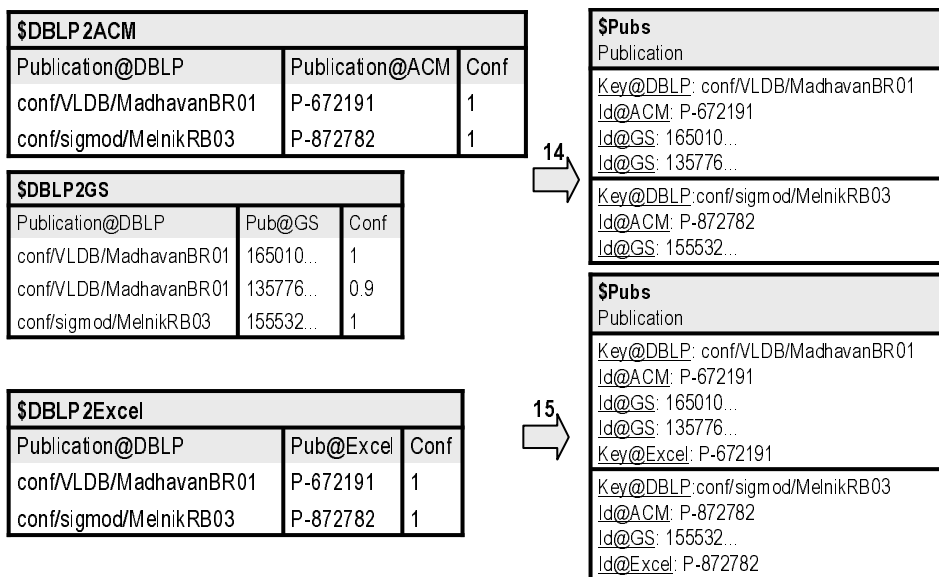 $DBLP2ACM
Publication@DBLP Publication@ACM Conf
conf/VLDB/MadhavanBR01 P-672191 1
conf/sigmod/MelnikRB03 P-872782 1
$DBLP2GS
Publication@DBLP Pub@GS Conf
conf/VLDB/MadhavanBR01 165010... 1
conf/VLDB/MadhavanBR01 135776... 0.9
conf/sigmod/MelnikRB03 155532... 1
14
$Pubs
Publication
Key@DBLP: conf/VLDB/MadhavanBR01
Id@ACM: P-672191
Id@GS: 165010...
Id@GS: 135776...
Key@DBLP:conf/sigmod/MelnikRB03
Id@ACM: P-872782
Id@GS: 155532...
$DBLP2Excel
Publication@DBLP Pub@Excel Conf
conf/VLDB/MadhavanBR01 P-672191 1
conf/sigmod/MelnikRB03 P-872782 1
15
$Pubs
Publication
Key@DBLP: conf/VLDB/MadhavanBR01
Id@ACM: P-672191
Id@GS: 165010...
Id@GS: 135776...
Key@Excel: P-672191
Key@DBLP:conf/sigmod/MelnikRB03
Id@ACM: P-872782
Id@GS: 155532...
Id@Excel: P-872782